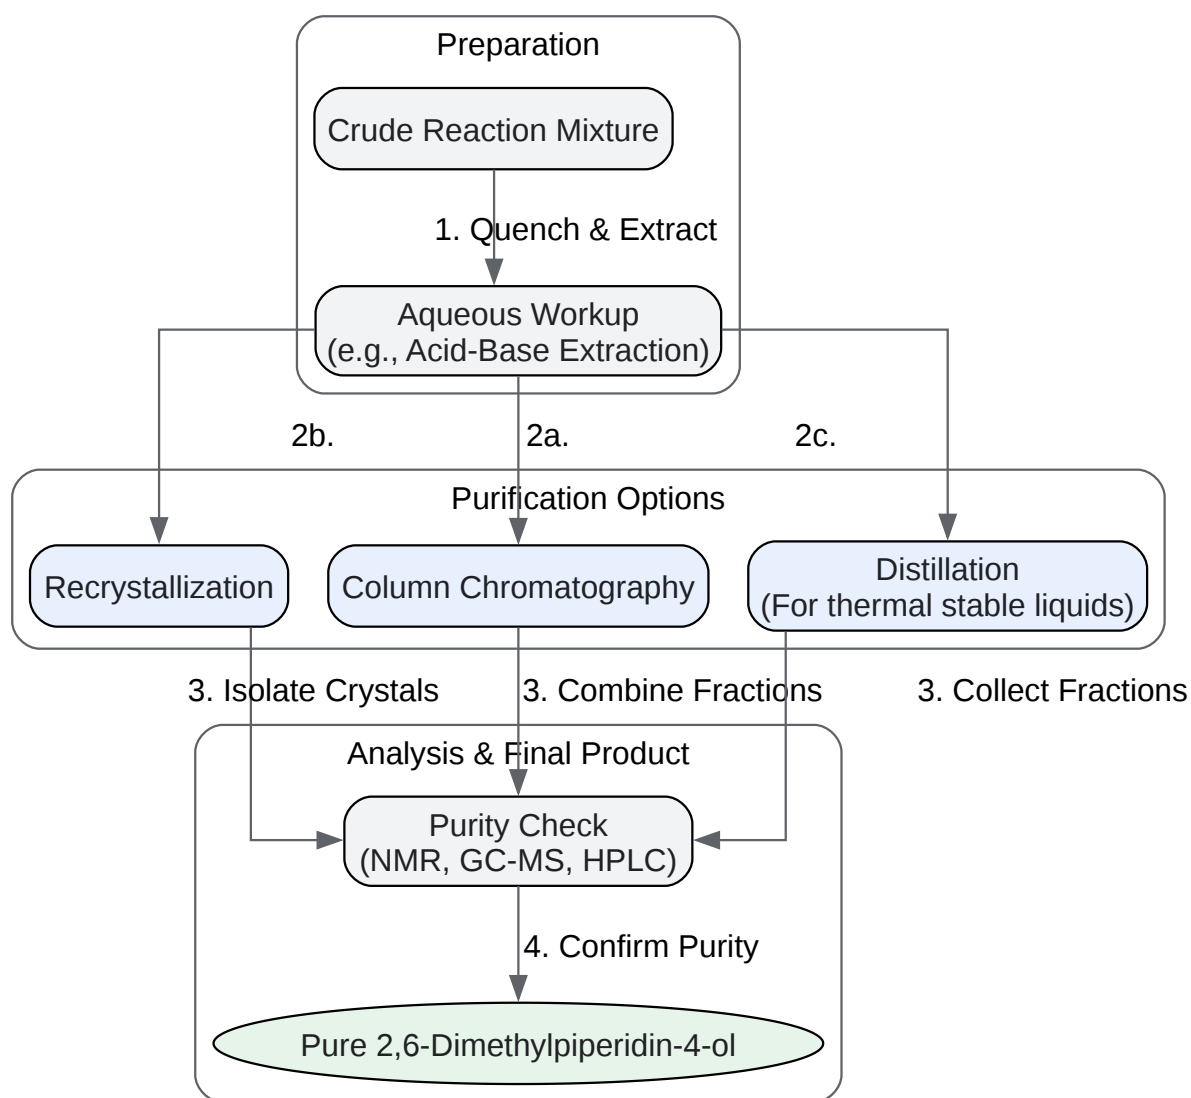 Preparation
Crude Reaction Mixture
1. Quench & Extract
Aqueous Workup
(e.g., Acid-Base Extraction)
2b.
2a.
2c.
Purification Options
Recrystallization
Column Chromatography
Distillation
(For thermal stable liquids)
3. Isolate Crystals
3. Combine Fractions
3. Collect Fractions
Analysis & Final Product
Purity Check
(NMR, GC-MS, HPLC)
4. Confirm Purity
Pure 2,6-Dimethylpiperidin-4-ol